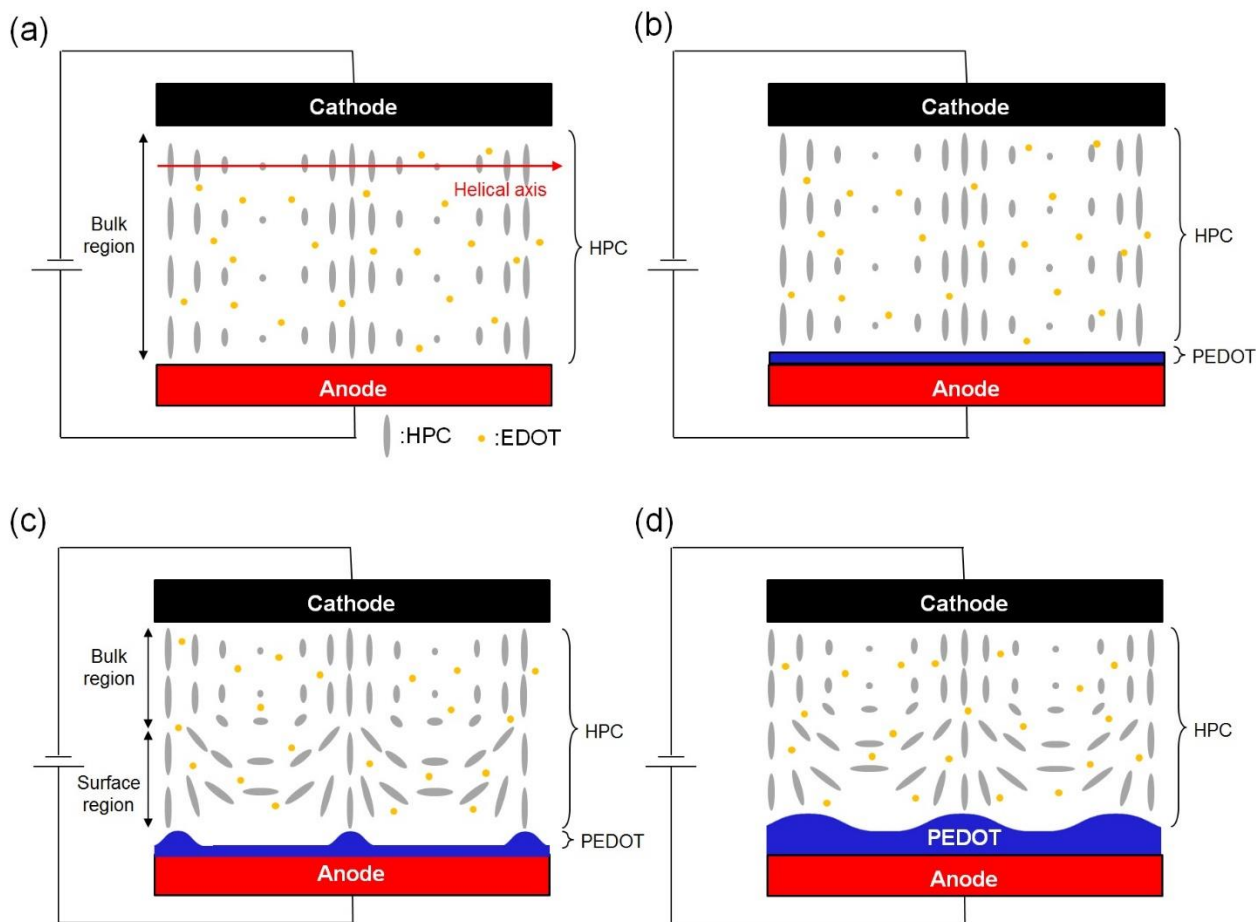 (a)
Cathode
Helical axis
Bulk
region
HPC
Anode
:HPC
:EDOT
(b)
Cathode
HPC
PEDOT
Anode
(c)
Cathode
Bulk
region
HPC
Surface
region
PEDOT
Anode
(d)
Cathode
HPC
PEDOT
Anode